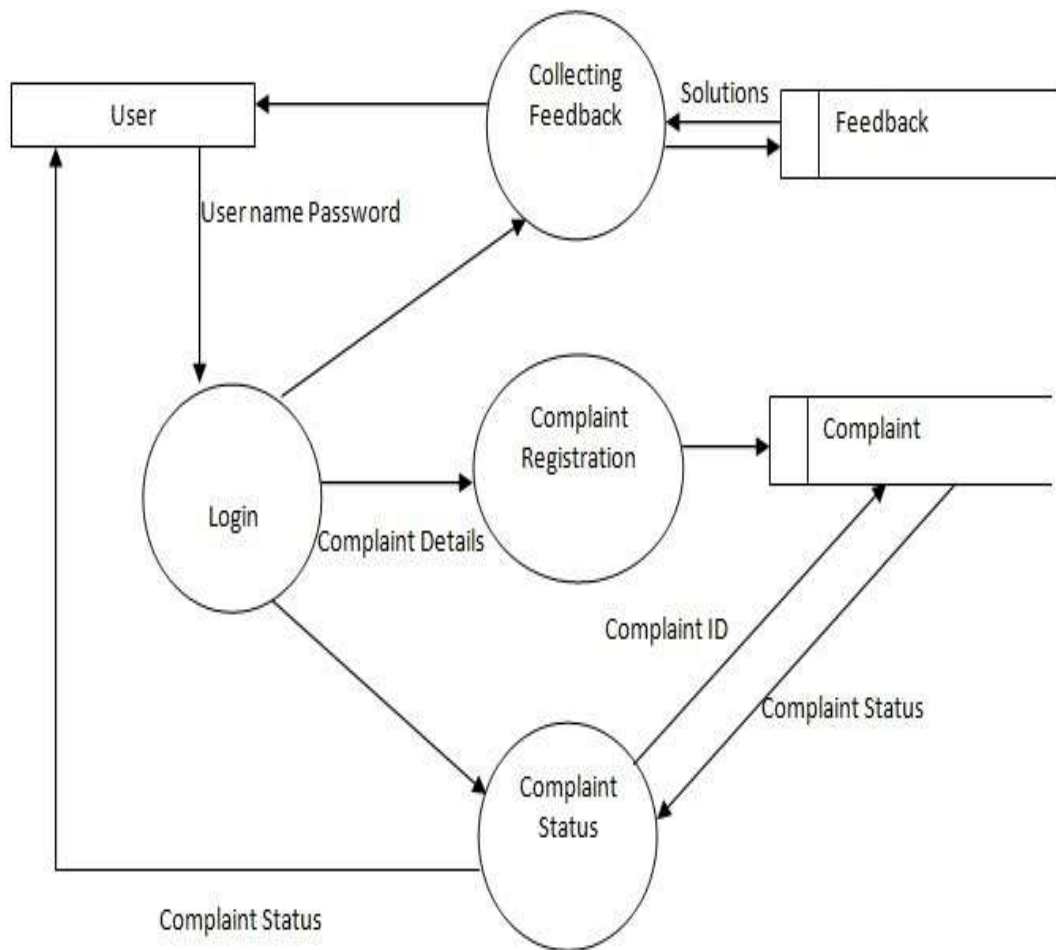 Collecting
Feedback
Solutions
User
Feedback
User name Password
Complaint
Registration
Complaint
Login
Complaint Details
Complaint ID
Complaint Status
Complaint
Status
Complaint Status